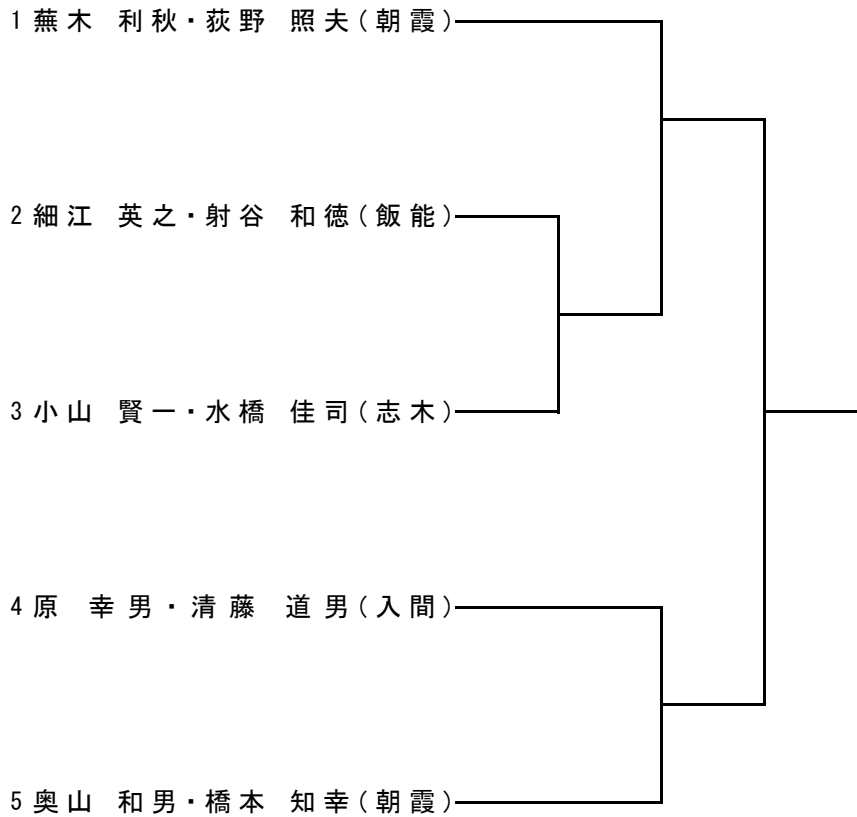 1 蕪木 利秋・荻野 照夫(朝霞)
2 細江 英之・射谷 和徳(飯能)
3 小山 賢一・水橋 佳司(志木)
4 原 幸男・清藤 道男(入間)
5 奥山 和男・橋本 知幸(朝霞)